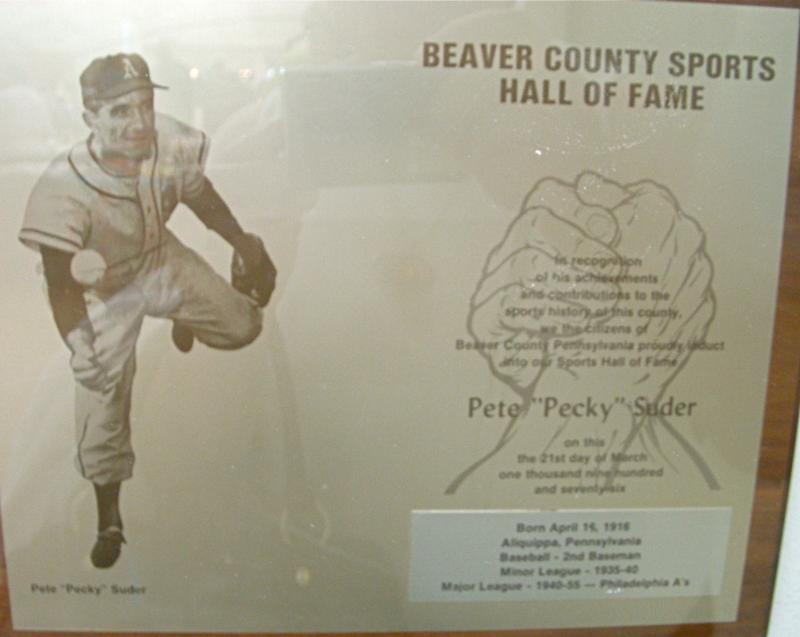 A
BEAVER COUNTY SPORTS
HALL OF FAME
In recognition
of his achievements
and contributions to the
sports history of this county,
we the citizens of
Beaver County Pennsylvania proudly induct
into our Sports Hall of Fame
Pete "Pecky" Suder
on this
the 21st day of March
one thousand nine hundred
and seventy-six
Born April 16, 1916
Aliquippa, Pennsylvania
Baseball - 2nd Baseman
Minor League - 1935-40
Major League - 1940-55 — Philadelphia A's
Pete "Pecky" Suder